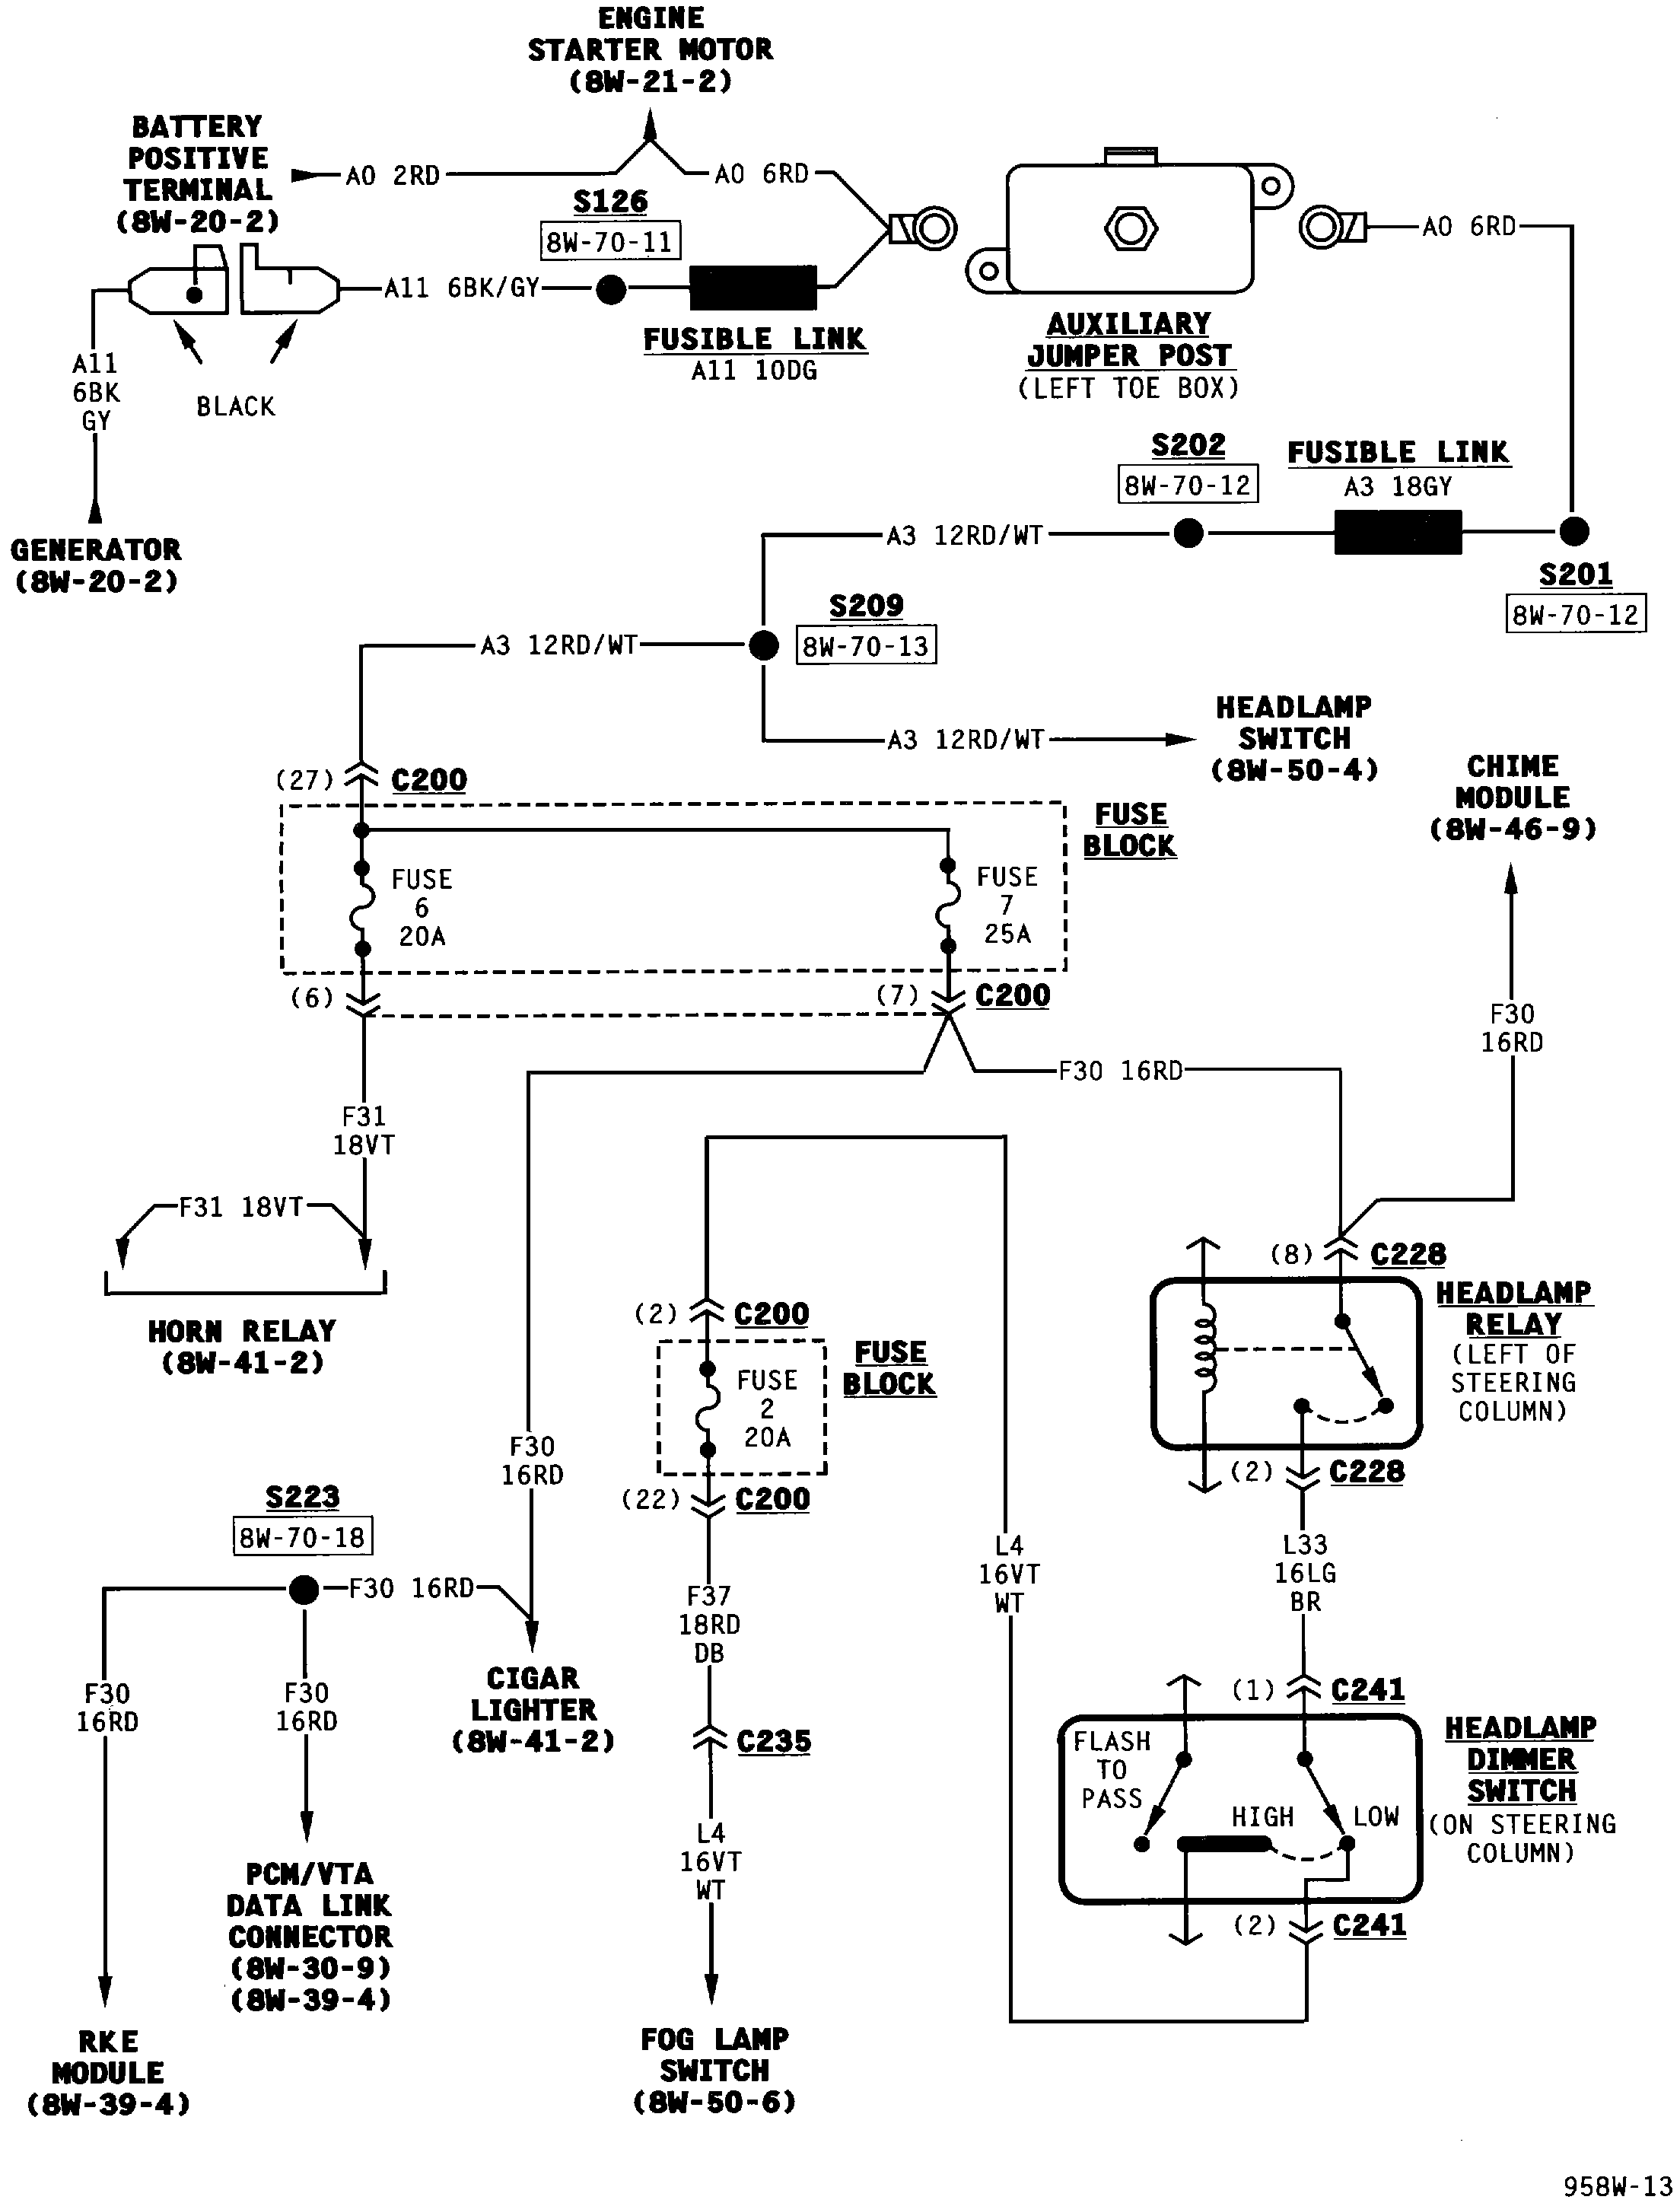 ENGINE
STARTER MOTOR
(8W-21-2)
BATTERY
POSITIVE
TERMINAL
(8W-20-2)
A0 2RD
A0 6RD
S126
8W-70-11
A0 6RD
A11 6BK/GY
FUSIBLE LINK
A11 10DG
AUXILIARY
JUMPER POST
(LEFT TOE BOX)
A11
6BK
GY
BLACK
GENERATOR
(8W-20-2)
S202
8W-70-12
FUSIBLE LINK
A3 18GY
A3 12RD/WT
S201
8W-70-12
S209
8W-70-13
A3 12RD/WT
A3 12RD/WT
HEADLAMP
SWITCH
(8W-50-4)
CHIME
MODULE
(8W-46-9)
(27)
C200
FUSE
BLOCK
FUSE
6
20A
FUSE
7
25A
(6)
(7)
C200
F30
16RD
F30 16RD
F31
18VT
F31 18VT
HORN RELAY
(8W-41-2)
(8)
C228
HEADLAMP
RELAY
(LEFT OF
STEERING
COLUMN)
(2)
C200
FUSE
BLOCK
FUSE
2
20A
(22)
C200
F30
16RD
(2)
C228
S223
8W-70-18
F30 16RD
L4
16VT
WT
L33
16LG
BR
F37
18RD
DB
F30
16RD
F30
16RD
CIGAR
LIGHTER
(8W-41-2)
C235
(1)
C241
HEADLAMP
DIMMER
SWITCH
(ON STEERING
COLUMN)
FLASH
TO
PASS
HIGH
LOW
L4
16VT
WT
(2)
C241
PCM/VTA
DATA LINK
CONNECTOR
(8W-30-9)
(8W-39-4)
RKE
MODULE
(8W-39-4)
FOG LAMP
SWITCH
(8W-50-6)
958W-13